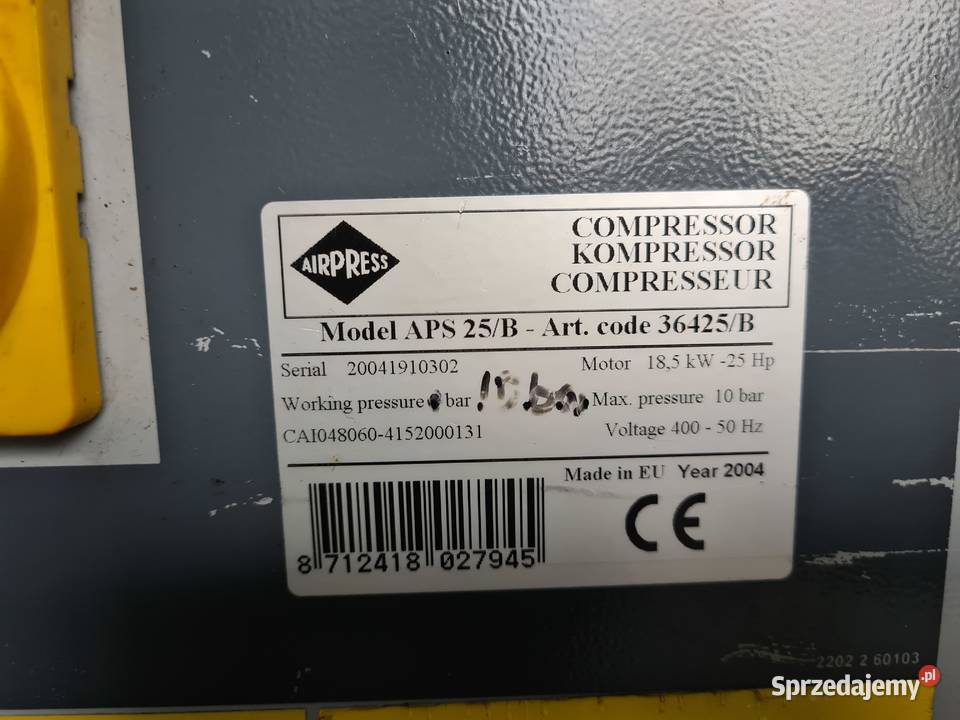 AIRPRESS
COMPRESSOR
KOMPRESSOR
COMPRESSEUR
Model APS 25/B - Art. code 36425/B
Serial 20041910302 Motor 18,5 kW -25 Hp
Working pressure bar Max. pressure 10 bar
CAI048060-4152000131 Voltage 400 - 50 Hz
Made in EU Year 2004
CE
8 712418 027945
2202 2 60103
Sprzedajemy.pl